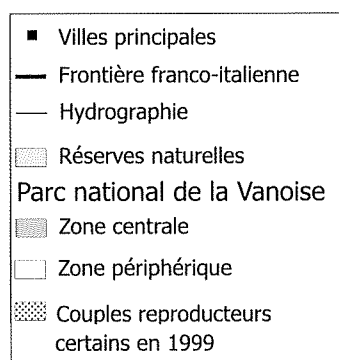 Villes principales
Frontière franco-italienne
Hydrographie
Réserves naturelles
Parc national de la Vanoise
Zone centrale
Zone périphérique
Couples reproducteurs
certains en 1999